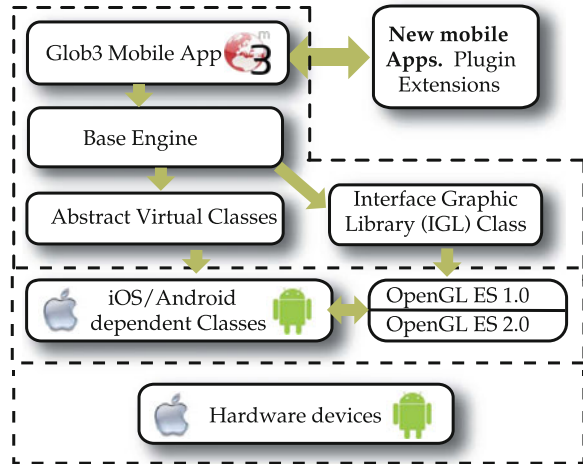 Glob3 Mobile App
m
3
New mobile
Apps. Plugin
Extensions
Base Engine
Abstract Virtual Classes
Interface Graphic
Library (IGL) Class
iOS/Android
dependent Classes
OpenGL ES 1.0
OpenGL ES 2.0
Hardware devices